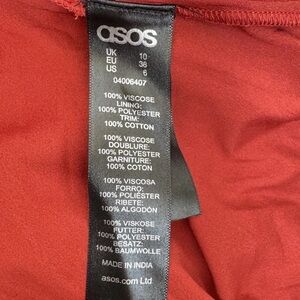 asos
UK 10
EU 38
US 6
04006407
100% VISCOSE
LINING:
100% POLYESTER
TRIM:
100% COTTON
100% VISCOSE
DOUBLURE:
100% POLYESTER
GARNITURE:
100% COTON
100% VISCOSA
FORRO:
100% POLIÉSTER
RIBETE:
100% ALGODÓN
100% VISKOSE
FUTTER:
100% POLYESTER
BESATZ:
100% BAUMWOLLE
MADE IN INDIA
asos.com Ltd